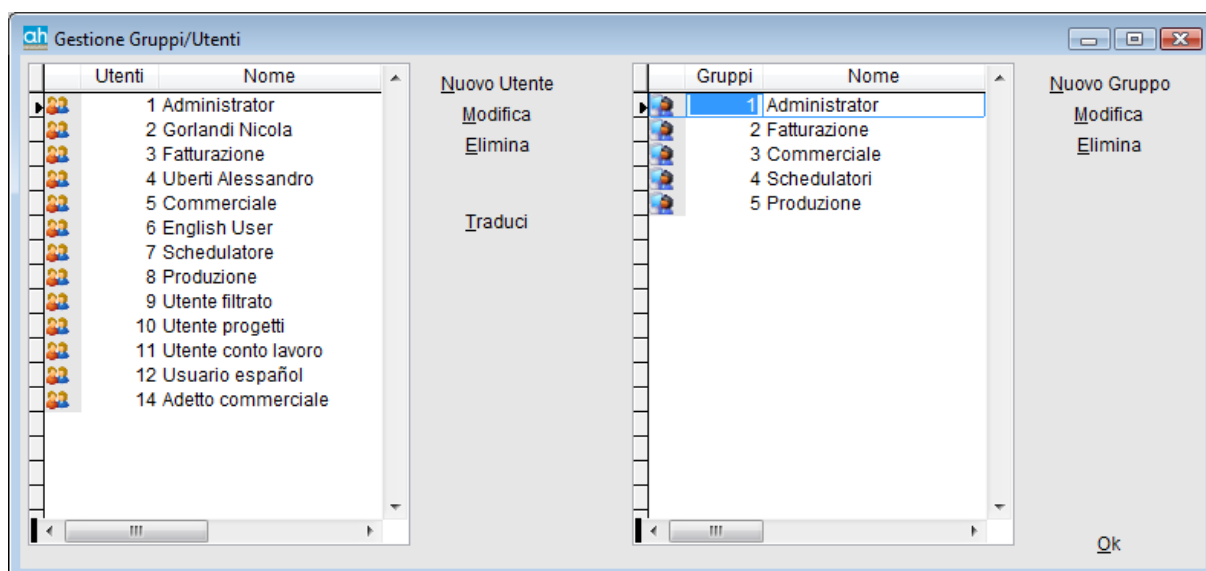 ah Gestione Gruppi/Utenti
Utenti Nome
1 Administrator
2 Gorlandi Nicola
3 Fatturazione
4 Uberti Alessandro
5 Commerciale
6 English User
7 Schedulatore
8 Produzione
9 Utente filtrato
10 Utente progetti
11 Utente conto lavoro
12 Usuario español
14 Adetto commerciale
Nuovo Utente
Modifica
Elimina
Traduci
Gruppi Nome
1 Administrator
2 Fatturazione
3 Commerciale
4 Schedulatori
5 Produzione
Nuovo Gruppo
Modifica
Elimina
Ok